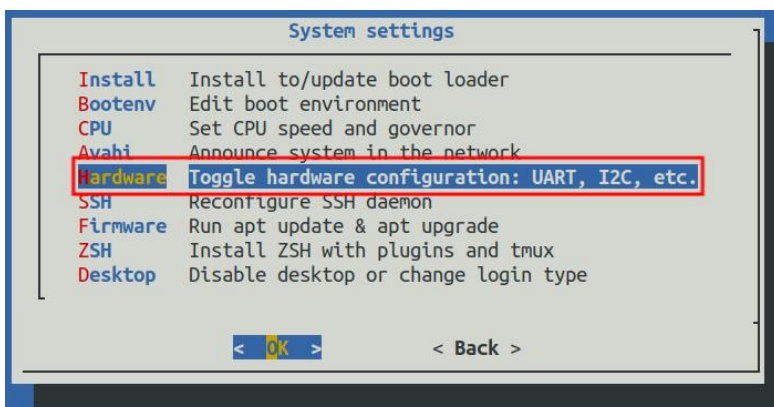 System settings
Install Install to/update boot loader
Bootenv Edit boot environment
CPU Set CPU speed and governor
Avahi Announce system in the network
Hardware Toggle hardware configuration: UART, I2C, etc.
SSH Reconfigure SSH daemon
Firmware Run apt update & apt upgrade
ZSH Install ZSH with plugins and tmux
Desktop Disable desktop or change login type
< OK > < Back >